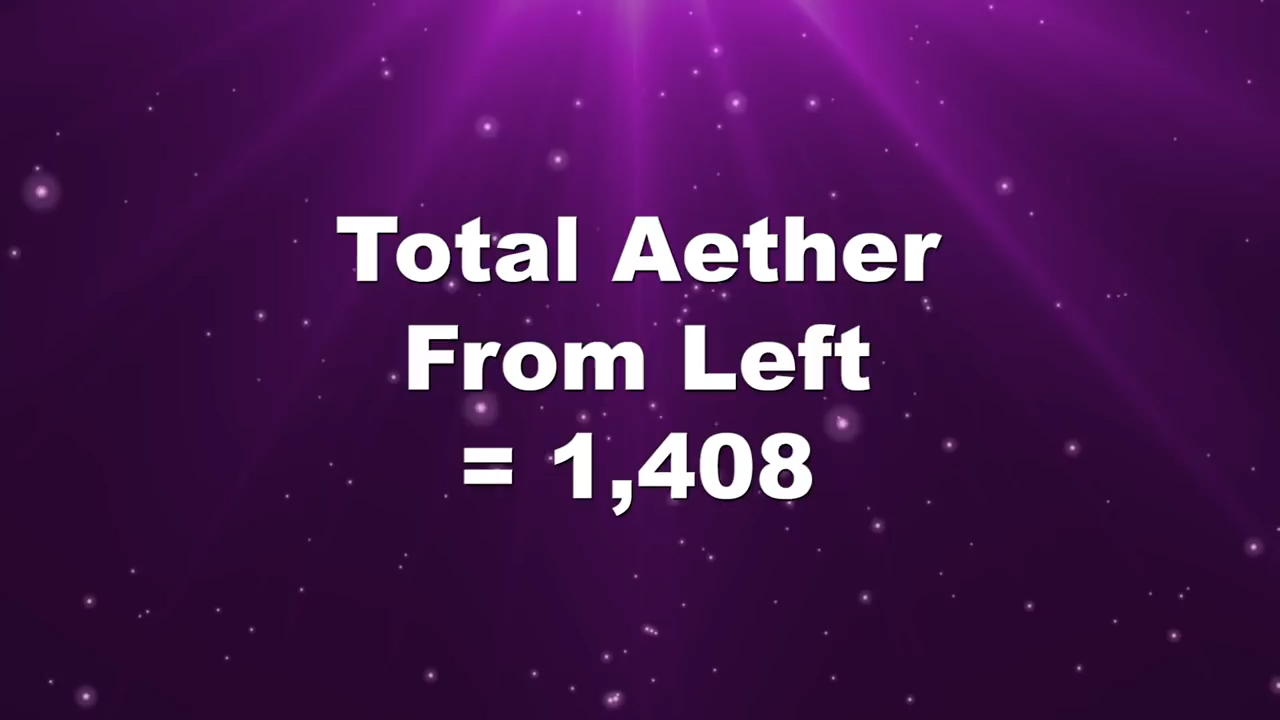 Total Aether
From Left
= 1,408